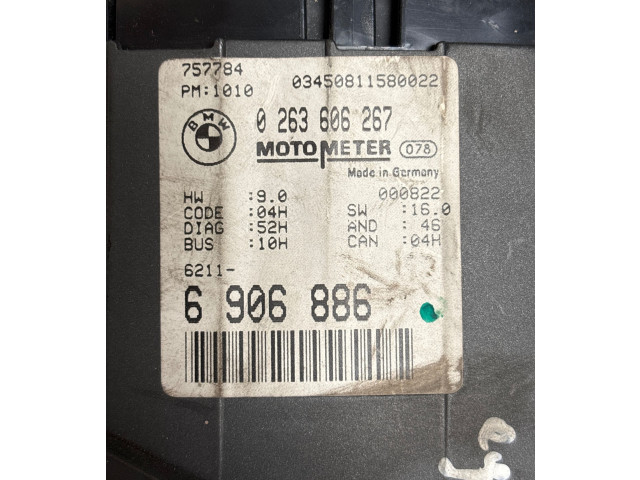 757784
03450811580022
PM:1010
BMW
0 263 606 267
MOTOMETER 078
Made in Germany
000822
HW :9.0
SW :16.0
CODE :04H
AND : 46
DIAG :52H
CAN :04H
BUS :10H
6211-
6 906 886